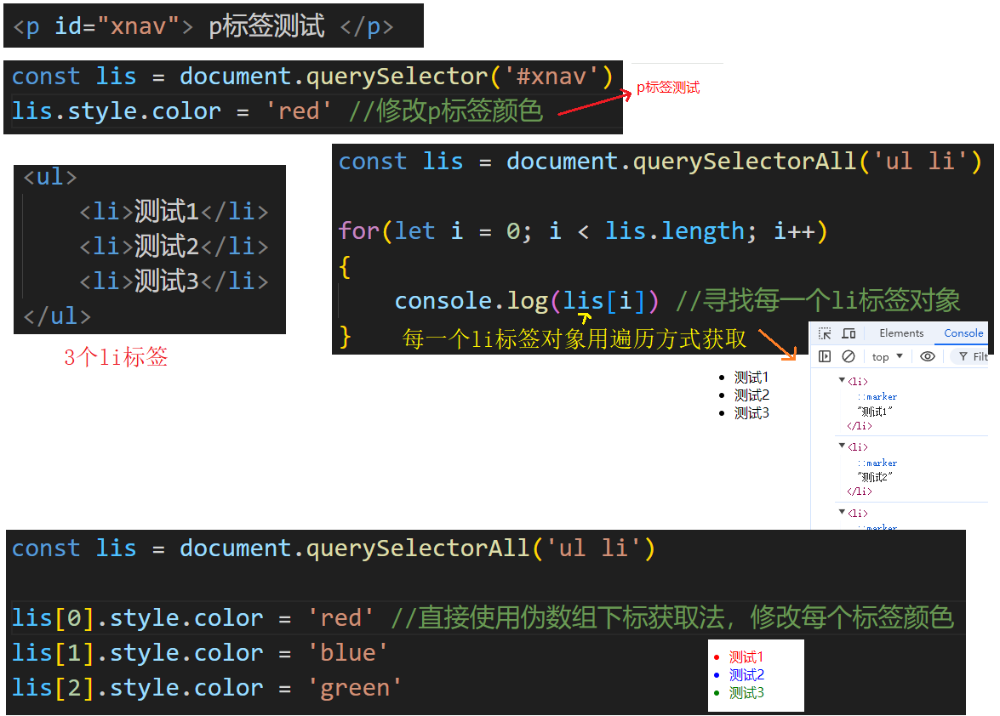 <p id="xnav"> p标签测试 </p>
const lis = document.querySelector('#xnav')
lis.style.color = 'red' //修改p标签颜色
p标签测试
<ul>
<li>测试1</li>
<li>测试2</li>
<li>测试3</li>
</ul>
3个li标签
const lis = document.querySelectorAll('ul li')
for(let i = 0; i < lis.length; i++)
{
console.log(lis[i]) //寻找每一个li标签对象
}
每一个li标签对象用遍历方式获取
测试1
测试2
测试3
Elements Console
top Filt
<li>
::marker
"测试1"
</li>
<li>
::marker
"测试2"
</li>
<li>
::marker
const lis = document.querySelectorAll('ul li')
lis[0].style.color = 'red' //直接使用伪数组下标获取法，修改每个标签颜色
lis[1].style.color = 'blue'
lis[2].style.color = 'green'
测试1
测试2
测试3